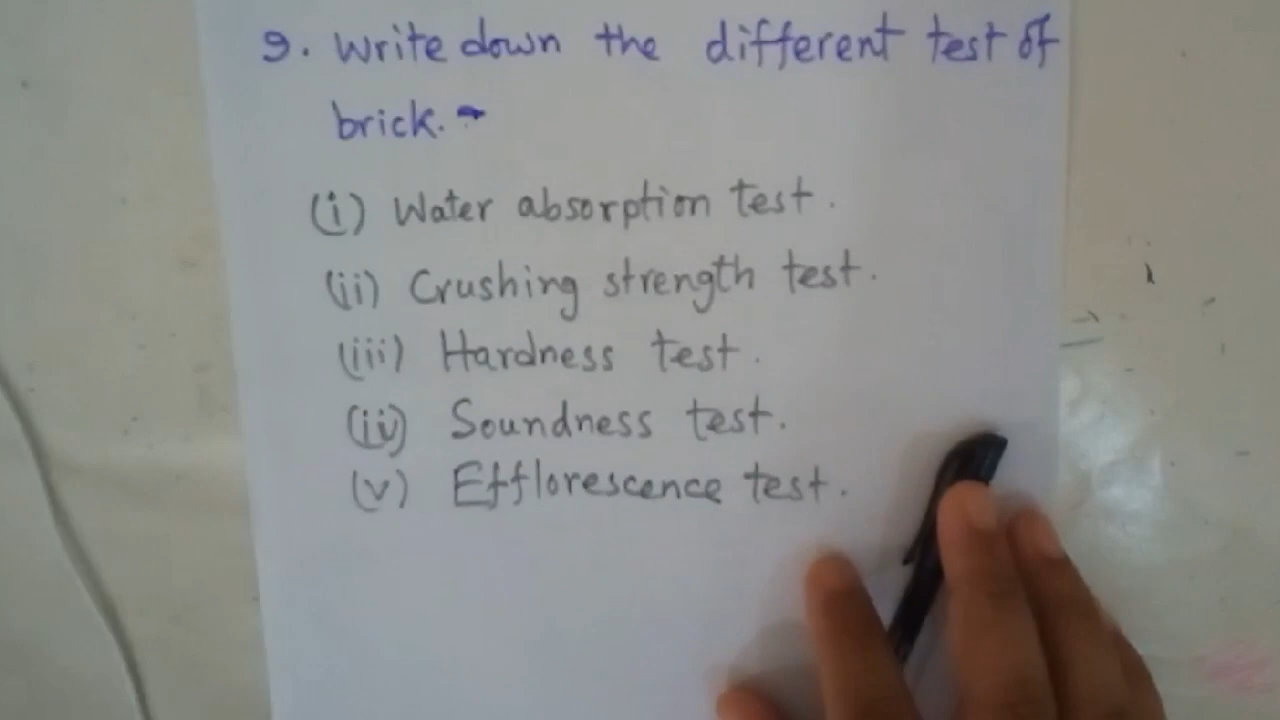 9. Write down the different test of
brick.-
(i) Water absorption test.
(ii) Crushing strength test.
(iii) Hardness test.
(iv) Soundness test.
(v) Efflorescence test.